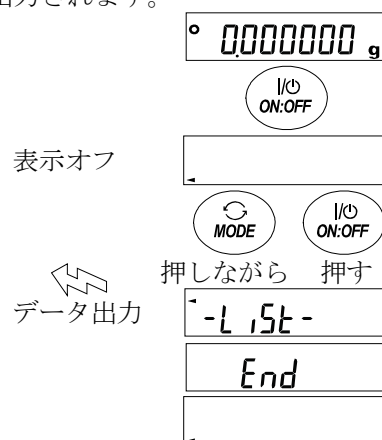 出力されます。
0.000000 g
I/⏻
ON:OFF
表示オフ
MODE
I/⏻
ON:OFF
押しながら 押す
データ出力
-LiSt-
End